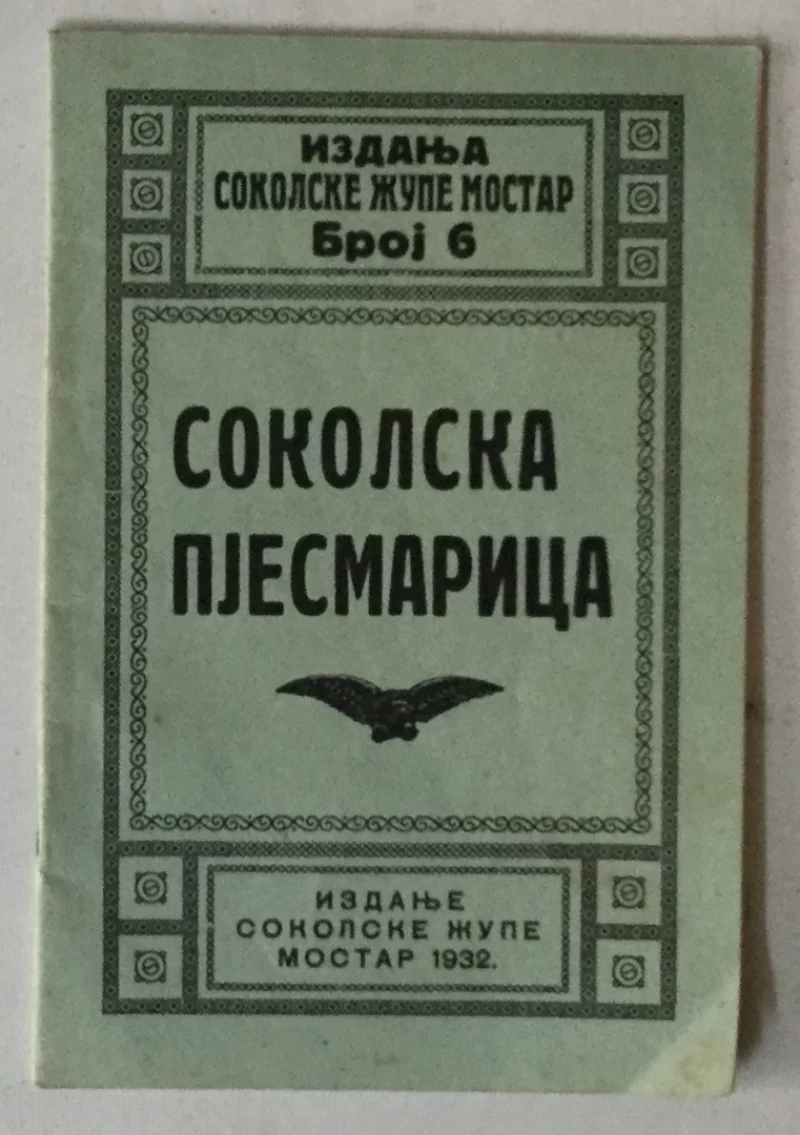 ИЗДАЊА
СОКОЛСКЕ ЖУПЕ МОСТАР
Број 6
СОКОЛСКА
ПЈЕСМАРИЦА
ИЗДАЊЕ
СОКОЛСКЕ ЖУПЕ
МОСТАР 1932.